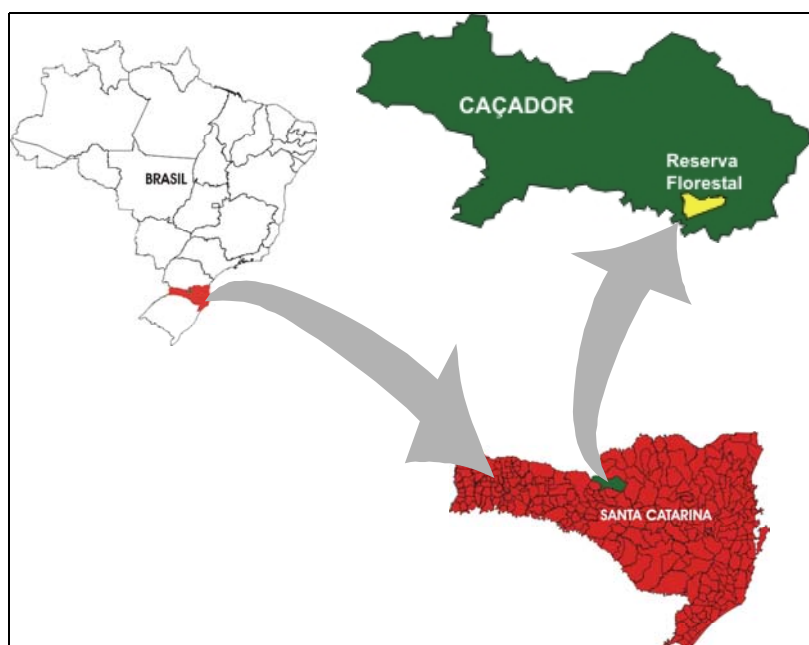 BRASIL
CAÇADOR
Reserva
Florestal
SANTA CATARINA